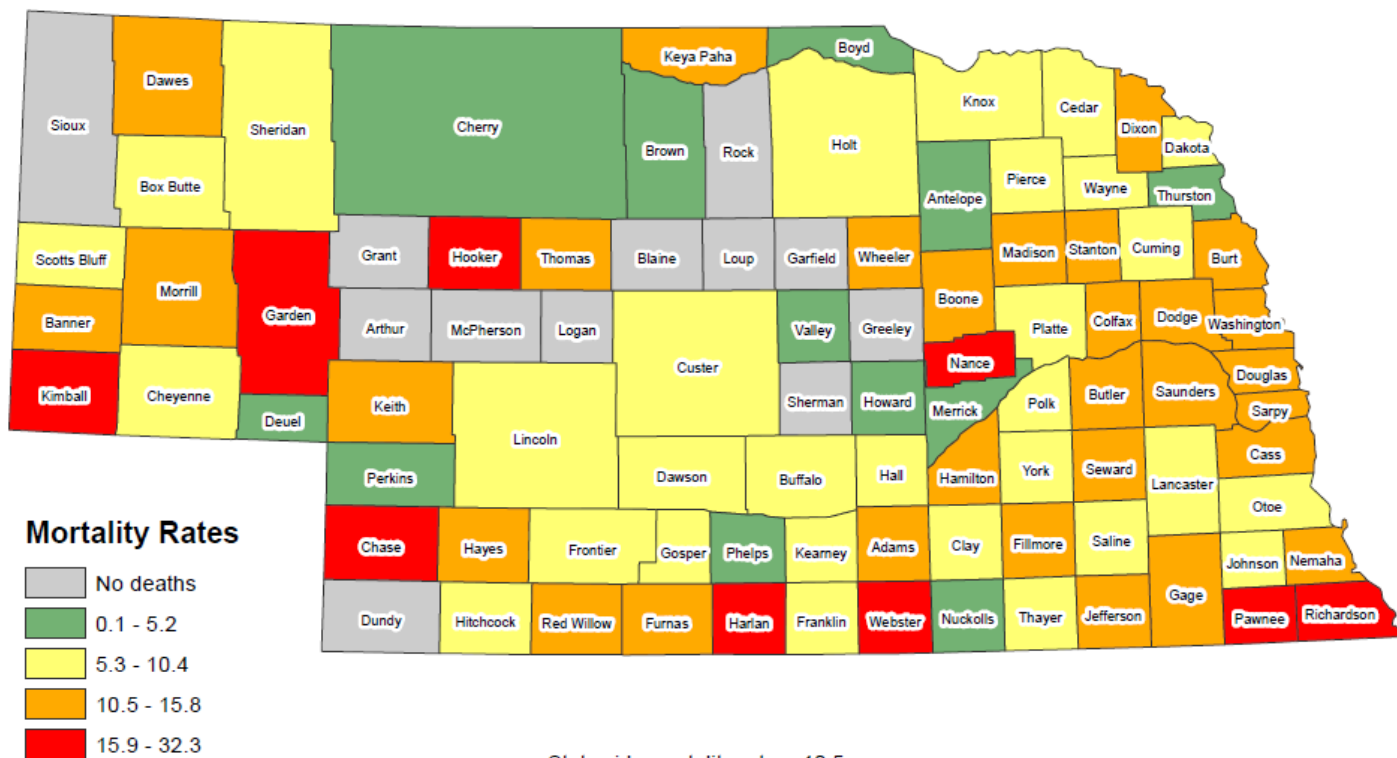 Keya Paha
Boyd
Dawes
Knox
Cedar
Sioux
Sheridan
Cherry
Dixon
Holt
Brown
Rock
Dakota
Box Butte
Pierce
Wayne
Antelope
Thurston
Scotts Bluff
Grant
Hooker
Thomas
Blaine
Loup
Garfield
Wheeler
Madison
Stanton
Cuming
Burt
Morrill
Boone
Banner
Garden
Arthur
McPherson
Logan
Valley
Greeley
Platte
Colfax
Dodge
Washington
Custer
Nance
Kimball
Cheyenne
Keith
Sherman
Howard
Merrick
Polk
Butler
Saunders
Douglas
Sarpy
Deuel
Lincoln
Cass
Perkins
Dawson
Buffalo
Hall
Hamilton
York
Seward
Lancaster
Otoe
Mortality Rates
Chase
Hayes
Frontier
Gosper
Phelps
Kearney
Adams
Clay
Fillmore
Saline
Johnson
Nemaha
No deaths
Dundy
Hitchcock
Red Willow
Furnas
Harlan
Franklin
Webster
Nuckolls
Thayer
Jefferson
Gage
Pawnee
Richardson
0.1 - 5.2
5.3 - 10.4
10.5 - 15.8
15.9 - 32.3